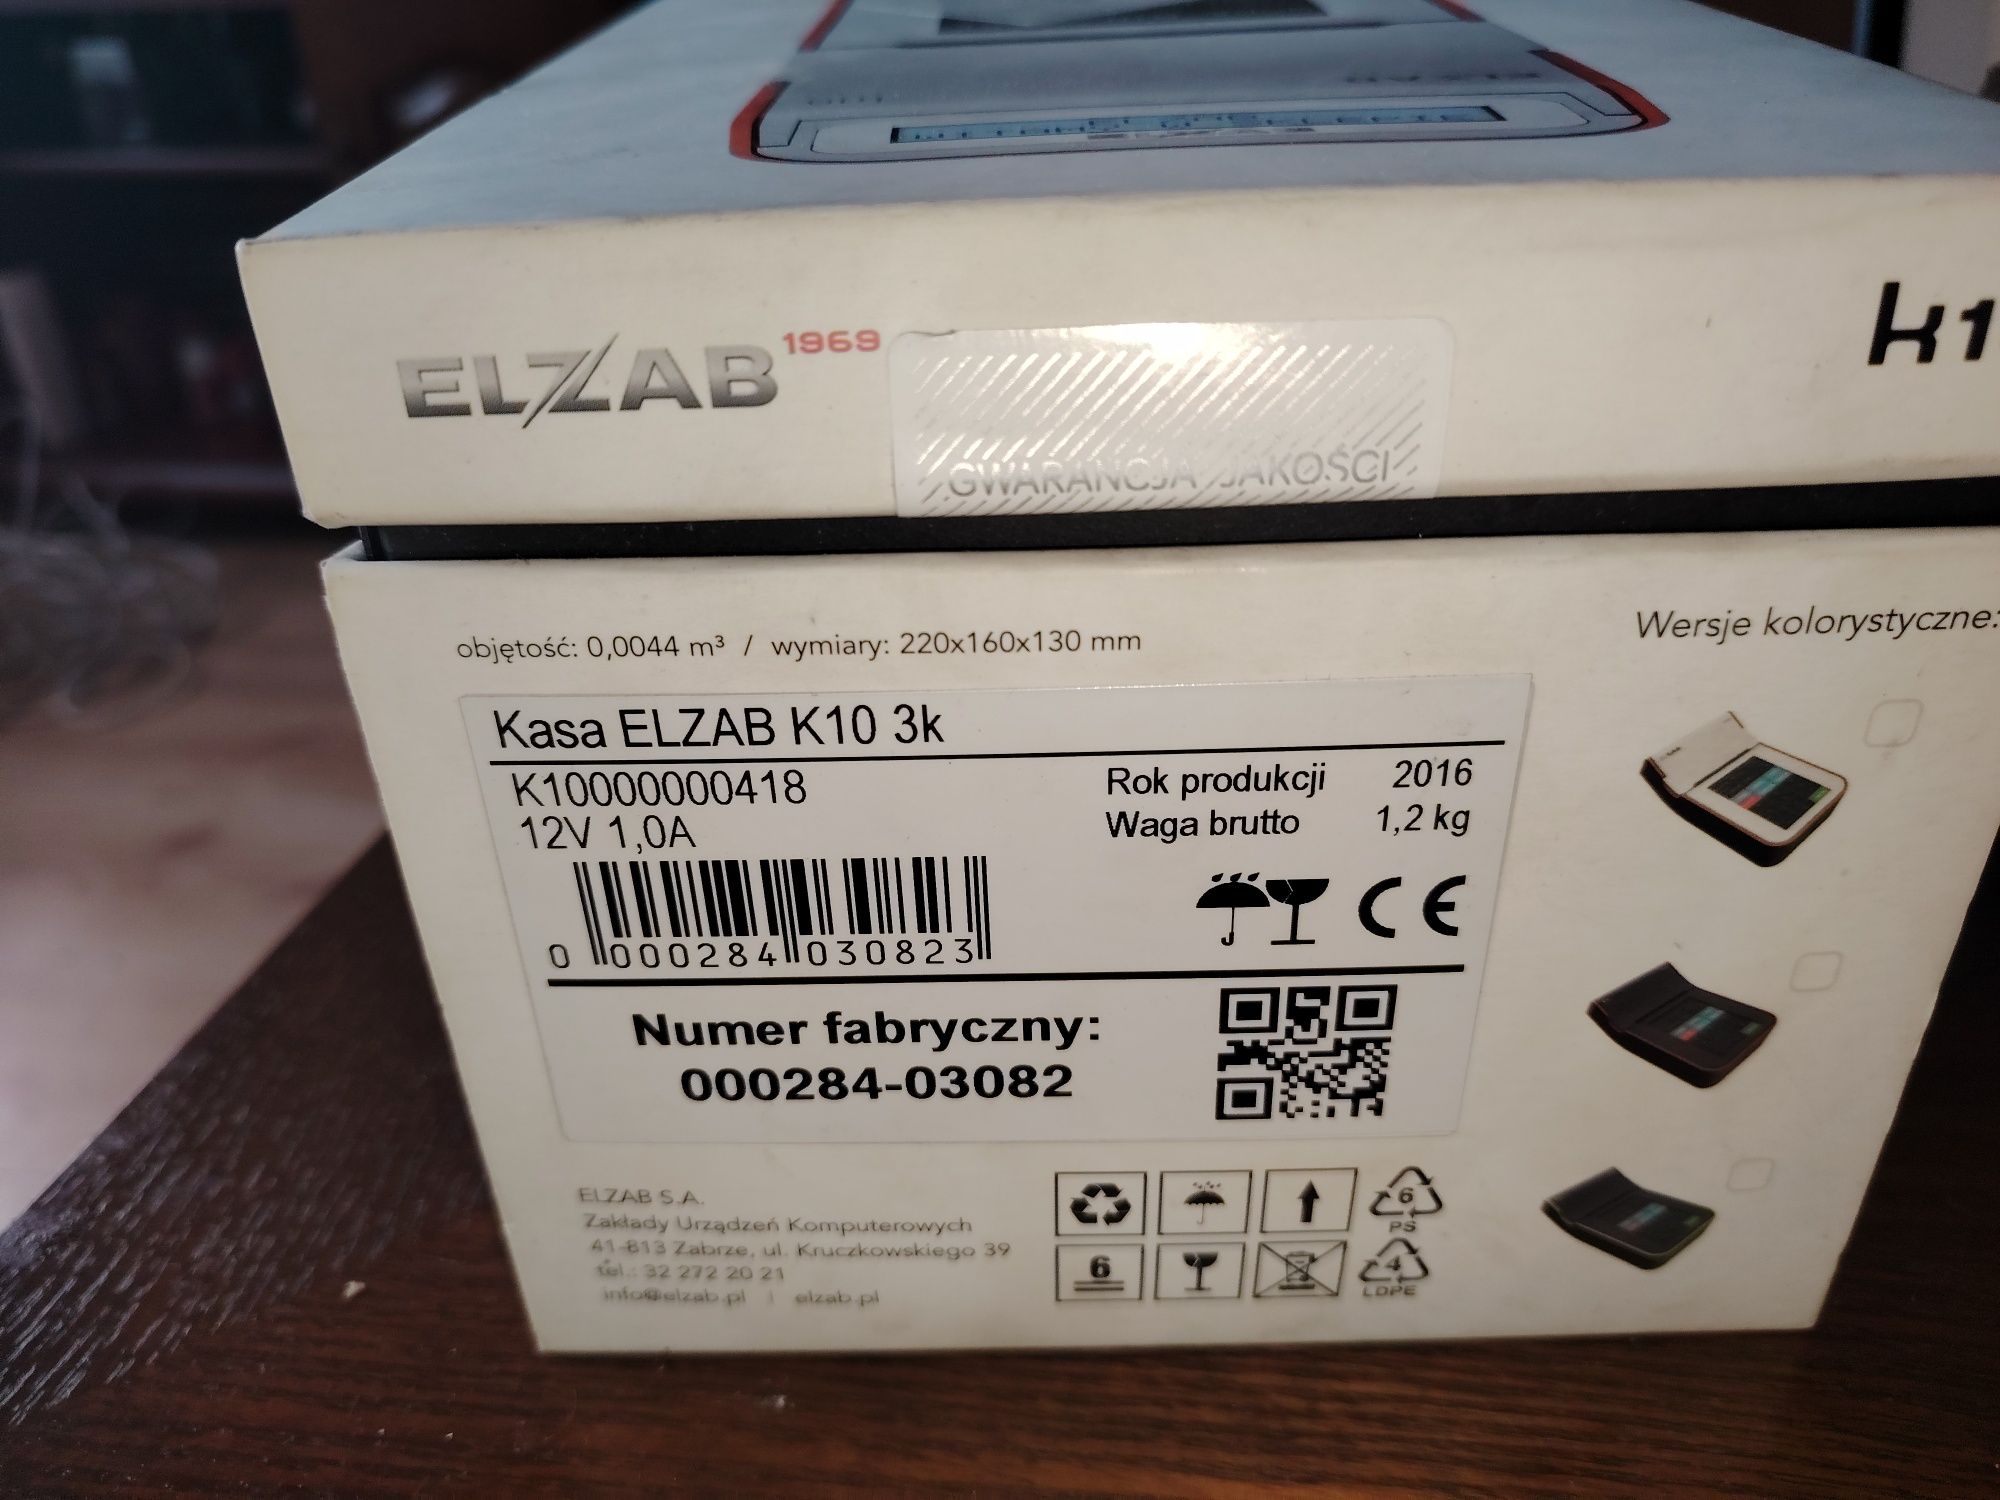 ELZAB 1969
GWARANCJA JAKOŚCI
k1
objętość: 0,0044 m³ / wymiary: 220x160x130 mm
Wersje kolorystyczne:
Kasa ELZAB K10 3k
K10000000418
Rok produkcji 2016
12V 1,0A
Waga brutto 1,2 kg
CE
0 000284 030823
Numer fabryczny:
000284-03082
ELZAB S.A.
Zakłady Urządzeń Komputerowych
41-813 Zabrze, ul. Kruczkowskiego 39
tel.: 32 272 20 21
info@elzab.pl | elzab.pl
6
PS
6
4
LDPE